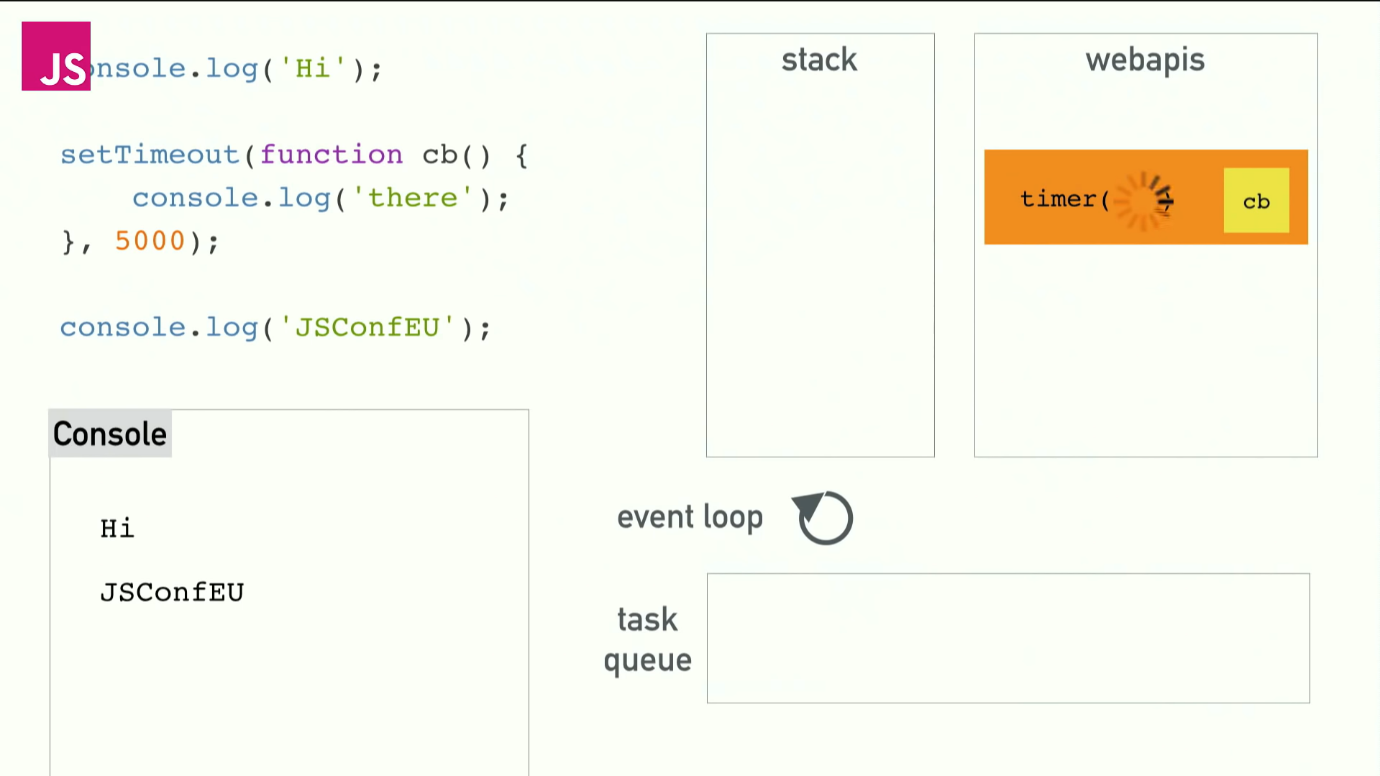 JS
onsole.log('Hi');
setTimeout(function cb() {
console.log('there');
}, 5000);
console.log('JSConfEU');
Console
Hi
JSConfEU
stack
webapis
timer(
cb
event loop
task
queue